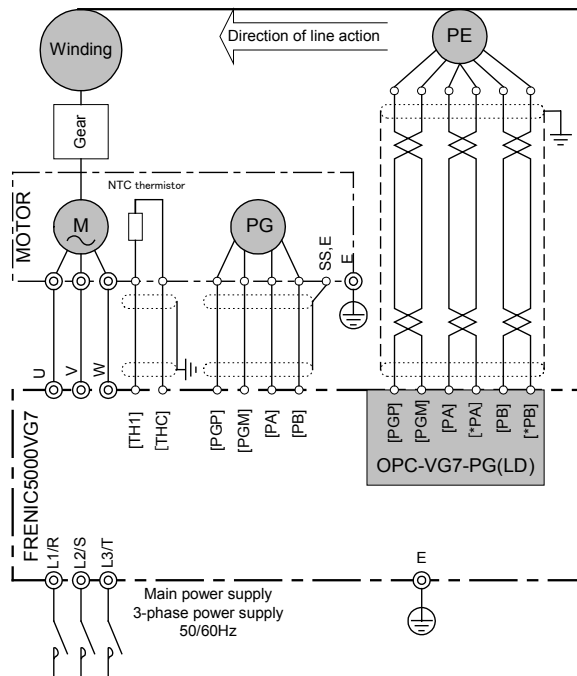 Direction of line action
PE
Winding
Gear
NTC thermistor
MOTOR
M
PG
SS, E
E
U
V
W
[TH1]
[THC]
[PGP]
[PGM]
[PA]
[PB]
[PGP]
[PGM]
[PA]
[*PA]
[PB]
[*PB]
OPC-VG7-PG(LD)
FRENIC5000VG7
L1/R
L2/S
L3/T
E
Main power supply
3-phase power supply
50/60Hz